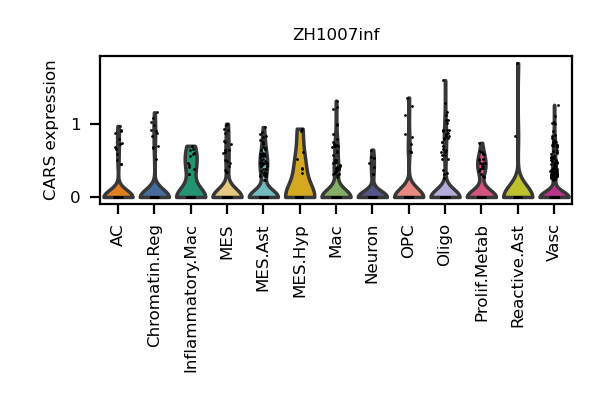 ZH1007inf
CARS expression
1
0
AC
Chromatin.Reg
Inflammatory.Mac
MES
MES.Ast
MES.Hyp
Mac
Neuron
OPC
Oligo
Prolif.Metab
Reactive.Ast
Vasc